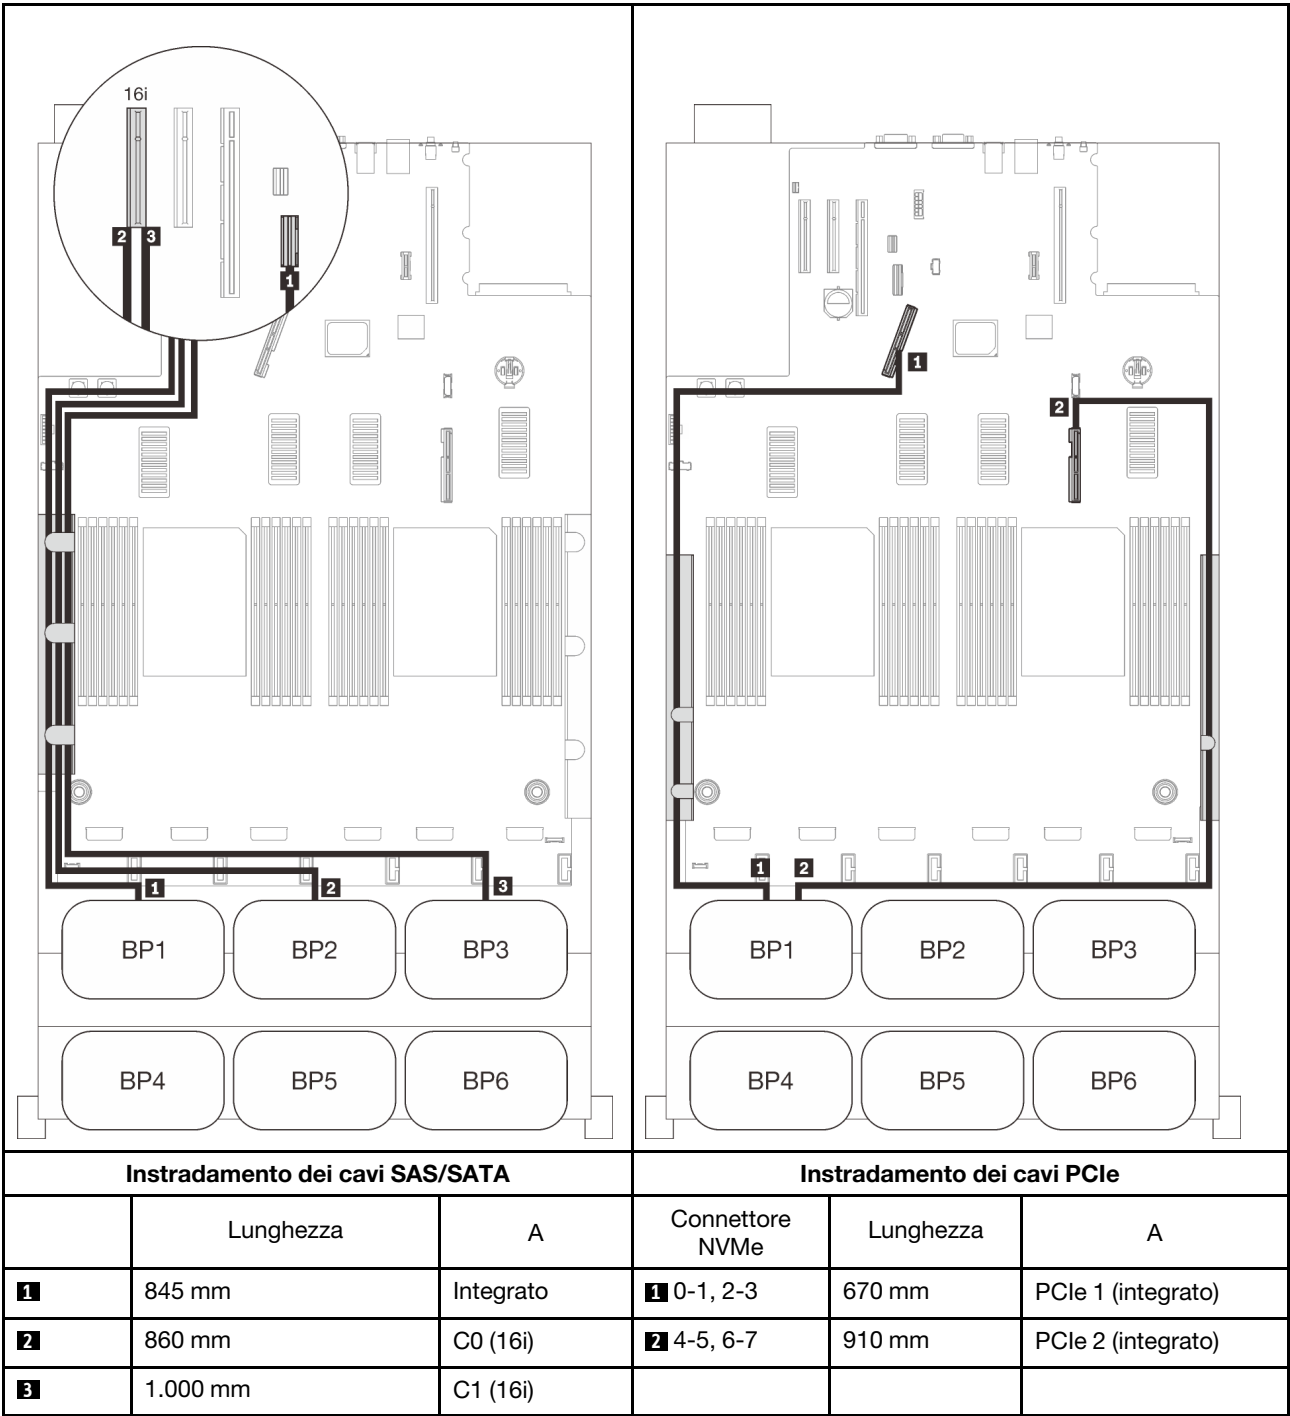 16i
2 3
1
1 2 3
BP1 BP2 BP3
BP4 BP5 BP6
1
2
1 2
BP1 BP2 BP3
BP4 BP5 BP6
Instradamento dei cavi SAS/SATA
Lunghezza A
1 845 mm Integrato
2 860 mm C0 (16i)
3 1.000 mm C1 (16i)
Instradamento dei cavi PCIe
Connettore
NVMe Lunghezza A
1 0-1, 2-3 670 mm PCIe 1 (integrato)
2 4-5, 6-7 910 mm PCIe 2 (integrato)